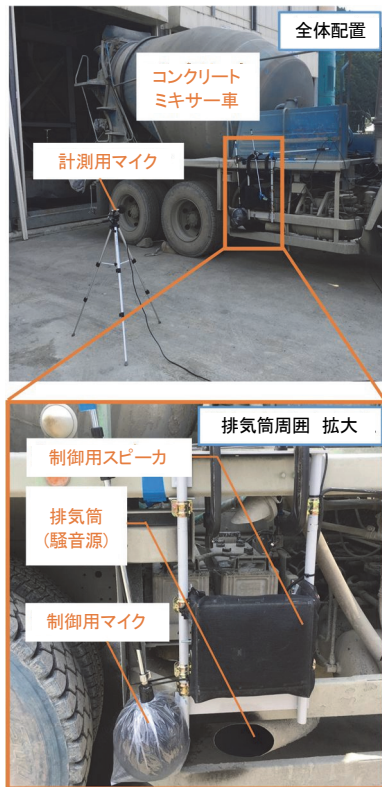 全体配置
コンクリート
ミキサー車
計測用マイク
排気筒周囲 拡大
制御用スピーカ
排気筒
(騒音源)
制御用マイク